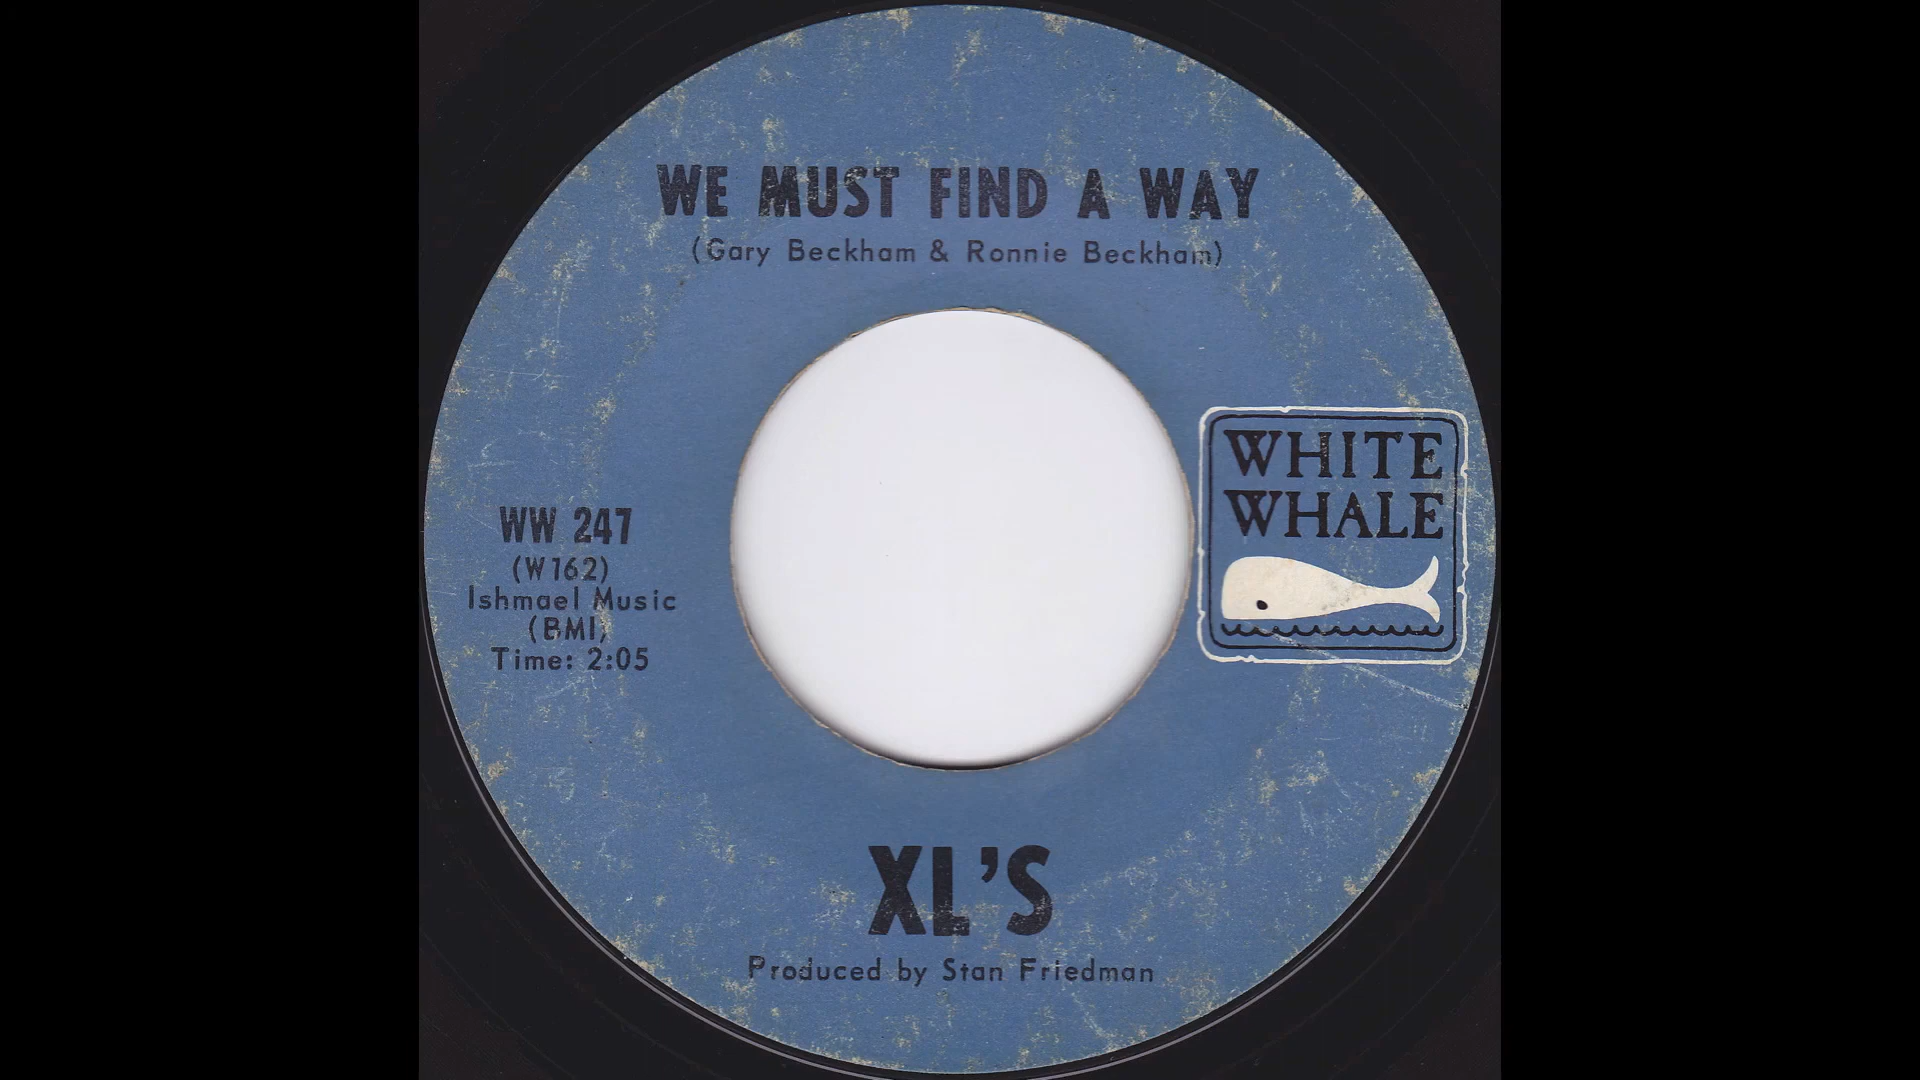 WE MUST FIND A WAY
(Gary Beckham & Ronnie Beckham)
WHITE
WHALE
WW 247
(W162)
Ishmael Music
(BMI)
Time: 2:05
XL'S
Produced by Stan Friedman